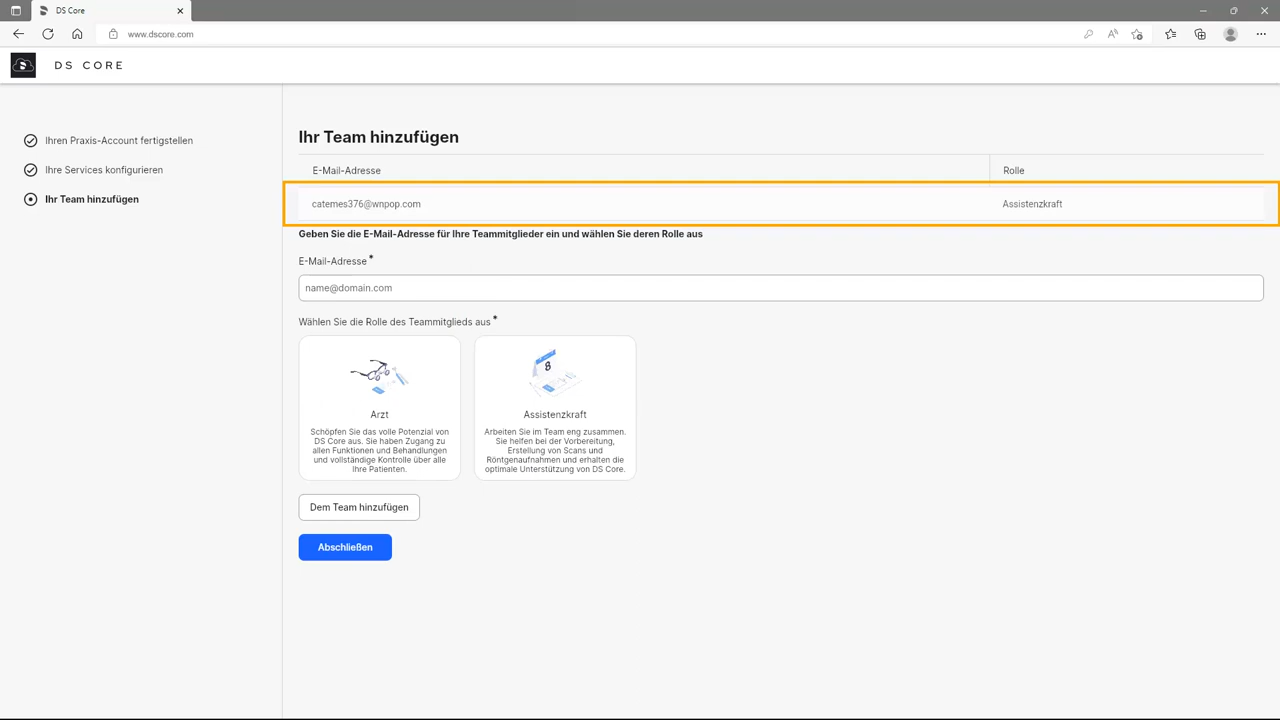 DS Core
www.dscore.com
DS CORE
Ihren Praxis-Account fertigstellen
Ihre Services konfigurieren
Ihr Team hinzufügen
Ihr Team hinzufügen
E-Mail-Adresse Rolle
catemes376@wnpop.com Assistenzkraft
Geben Sie die E-Mail-Adresse für Ihre Teammitglieder ein und wählen Sie deren Rolle aus
E-Mail-Adresse*
name@domain.com
Wählen Sie die Rolle des Teammitglieds aus*
Arzt
Schöpfen Sie das volle Potenzial von
DS Core aus. Sie haben Zugang zu
allen Funktionen und Behandlungen
und vollständige Kontrolle über alle
Ihre Patienten.
Assistenzkraft
Arbeiten Sie im Team eng zusammen.
Sie helfen bei der Vorbereitung,
Erstellung von Scans und
Röntgenaufnahmen und erhalten die
optimale Unterstützung von DS Core.
Dem Team hinzufügen
Abschließen